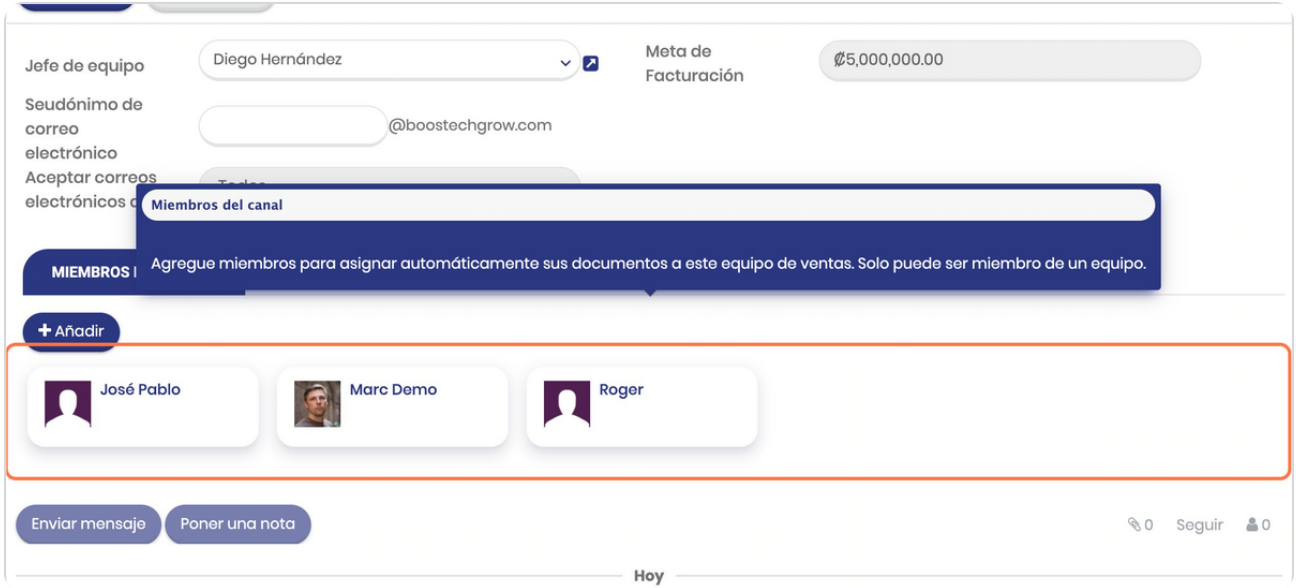 Jefe de equipo
Diego Hernández
Meta de
Facturación
₡5,000,000.00
Seudónimo de
correo
electrónico
@boostechgrow.com
Aceptar correos
electrónicos
Todos
Miembros del canal
Agregue miembros para asignar automáticamente sus documentos a este equipo de ventas. Solo puede ser miembro de un equipo.
MIEMBROS
+ Añadir
José Pablo
Marc Demo
Roger
Enviar mensaje
Poner una nota
0
Seguir
0
Hoy